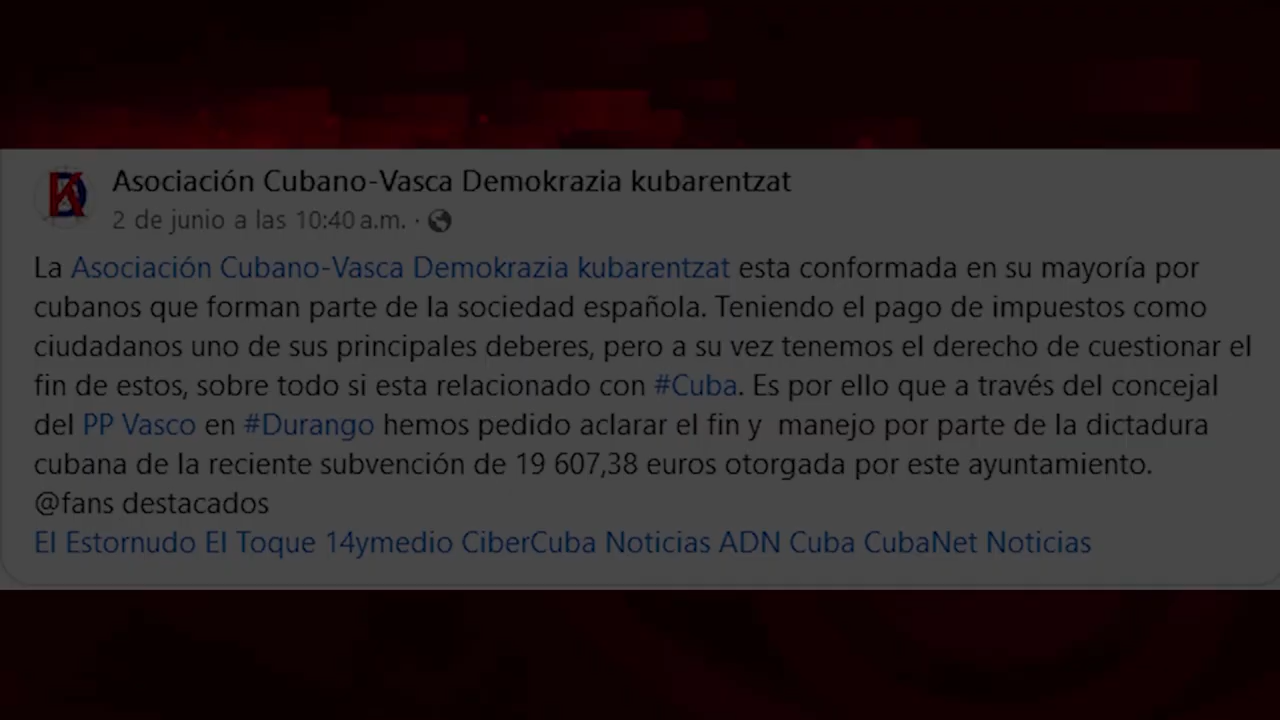 Asociación Cubano-Vasca Demokrazia kubarentzat
2 de junio a las 10:40 a.m. ·
La Asociación Cubano-Vasca Demokrazia kubarentzat esta conformada en su mayoría por
cubanos que forman parte de la sociedad española. Teniendo el pago de impuestos como
ciudadanos uno de sus principales deberes, pero a su vez tenemos el derecho de cuestionar el
fin de estos, sobre todo si esta relacionado con #Cuba. Es por ello que a través del concejal
del PP Vasco en #Durango hemos pedido aclarar el fin y  manejo por parte de la dictadura
cubana de la reciente subvención de 19 607,38 euros otorgada por este ayuntamiento.
@fans destacados
El Estornudo El Toque 14ymedio CiberCuba Noticias ADN Cuba CubaNet Noticias